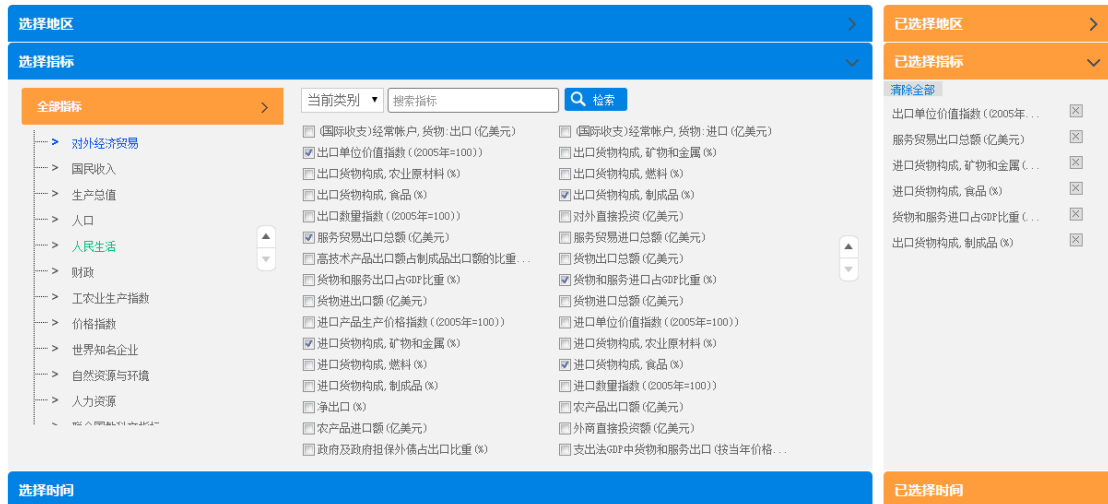 选择地区
已选择地区
选择指标
已选择指标
清除全部
全部指标
当前类别
搜索指标
检索
对外经济贸易
国民收入
生产总值
人口
人民生活
财政
工农业生产指数
价格指数
世界知名企业
自然资源与环境
人力资源
(国际收支)经常帐户,货物:出口(亿美元)
(国际收支)经常帐户,货物:进口(亿美元)
出口单位价值指数((2005年=100))
出口货物构成,矿物和金属(%)
出口货物构成,农业原材料(%)
出口货物构成,燃料(%)
出口货物构成,食品(%)
出口货物构成,制成品(%)
出口数量指数((2005年=100))
对外直接投资(亿美元)
服务贸易出口总额(亿美元)
服务贸易进口总额(亿美元)
高技术产品出口额占制成品出口额的比重...
货物出口总额(亿美元)
货物和服务出口占GDP比重(%)
货物和服务进口占GDP比重(%)
货物进出口额(亿美元)
货物进口总额(亿美元)
进口产品生产价格指数((2005年=100))
进口单位价值指数((2005年=100))
进口货物构成,矿物和金属(%)
进口货物构成,农业原材料(%)
进口货物构成,燃料(%)
进口货物构成,食品(%)
进口货物构成,制成品(%)
进口数量指数((2005年=100))
净出口(%)
农产品出口额(亿美元)
农产品进口额(亿美元)
外商直接投资额(亿美元)
政府及政府担保外债占出口比重(%)
支出法GDP中货物和服务出口(按当年价格...
出口单位价值指数((2005年...
服务贸易出口总额(亿美元)
进口货物构成,矿物和金属(...
进口货物构成,食品(%)
货物和服务进口占GDP比重(...
出口货物构成,制成品(%)
选择时间
已选择时间